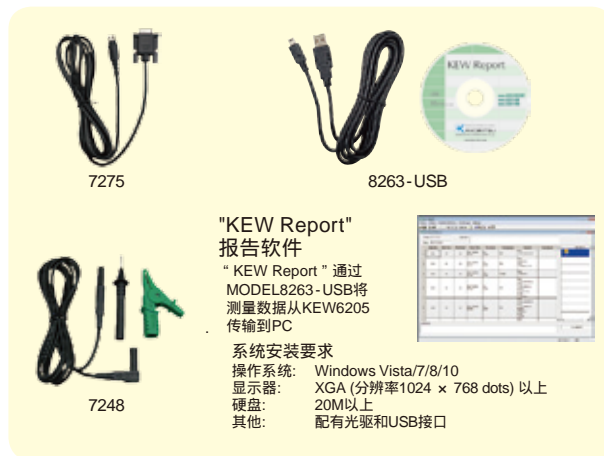 KEW Report
KYORITSU
7275
8263-USB
"KEW Report"
报告软件
“ KEW Report ” 通过
MODEL8263-USB将
测量数据从KEW6205
传输到PC
7248
系统安装要求
操作系统: Windows Vista/7/8/10
显示器: XGA (分辨率1024 × 768 dots) 以上
硬盘: 20M以上
其他: 配有光驱和USB接口